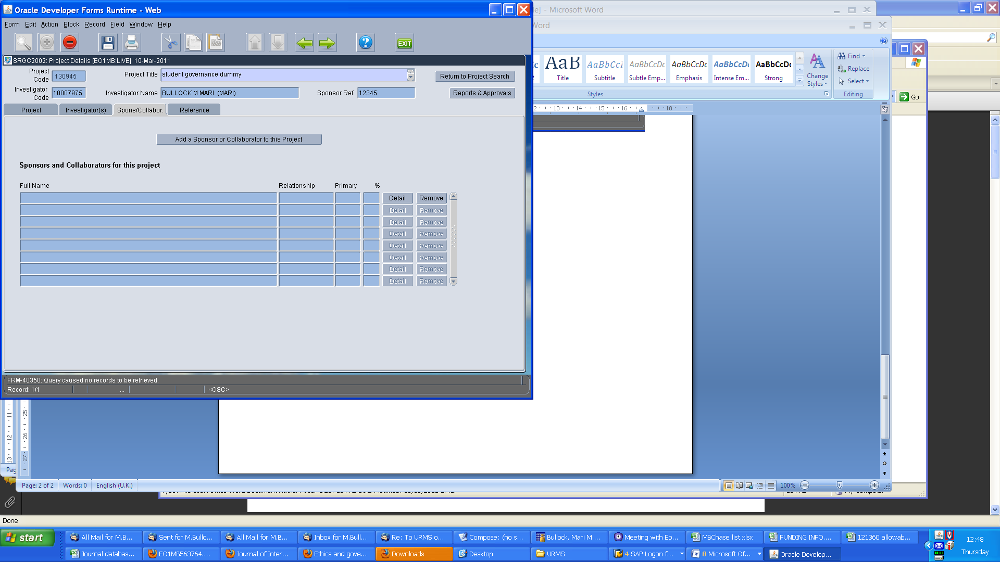 Oracle Developer Forms Runtime - Web
Form Edit Action Block Record Field Window Help
EXIT
SRGC2002: Project Details [EO1MB:LIVE] 10-Mar-2011
Project Code 130945 Project Title student governance dummy Return to Project Search
Investigator Code 10007975 Investigator Name BULLOCK M MARI (MARI) Sponsor Ref. 12345 Reports & Approvals
Project Investigator(s) Spons/Collabor. Reference
Add a Sponsor or Collaborator to this Project
Sponsors and Collaborators for this project
Full Name Relationship Primary %
Detail Remove
Detail Remove
Detail Remove
Detail Remove
Detail Remove
Detail Remove
Detail Remove
Detail Remove
FRM-40350: Query caused no records to be retrieved.
Record: 1/1 ... <OSC>
- Microsoft Word
Word
AaB AaBbCcI AaBbCcDc AaBbCcDc AaBbCcDc AaBbCcDc
Title Subtitle Subtle Emp... Emphasis Intense Em... Strong
Change Styles
Find
Replace
Select
Styles Editing
Go
2 13 14 15 16 18
11 12 13
25 26 27
Page: 2 of 2 Words: 0 English (U.K.) 100%
Done
start
All Mail for M.B... Sent for M.Bullo... All Mail for M.B... Inbox for M.Bull... Re: To URMS o... Compose: (no s... Bullock, Mari M ... Meeting with Ep... MBChase list.xlsx FUNDING INFO.... 121360 allowab...
Journal databas... EO1MB563764.... Journal of Inter... Ethics and gove... Downloads Desktop URMS 4 SAP Logon f... 8 Microsoft Of... Oracle Develop...
12:48
Thursday